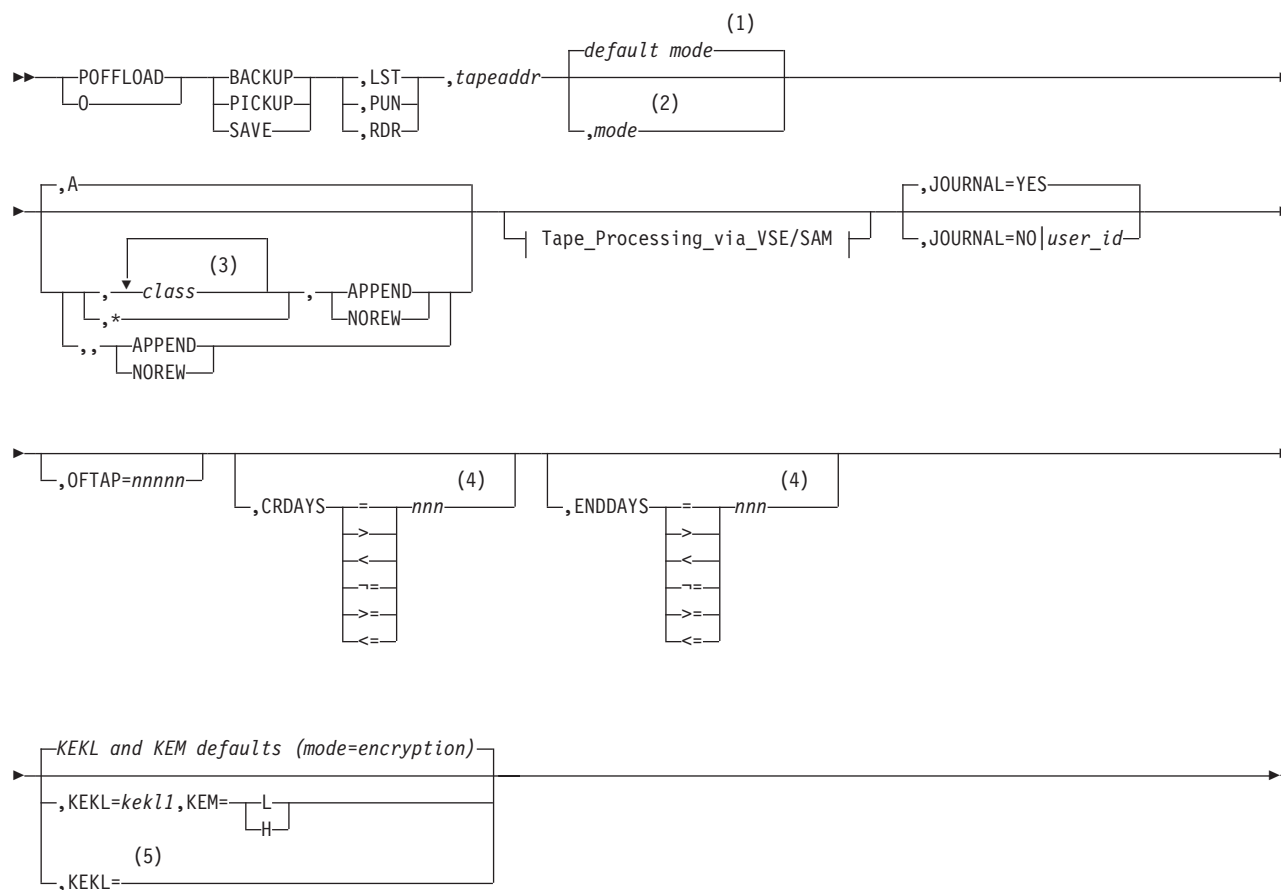 (1)
default mode
POFFLOAD BACKUP ,LST ,tapeaddr
O PICKUP ,PUN (2)
SAVE ,RDR ,mode
,A ,JOURNAL=YES
Tape_Processing_via_VSE/SAM ,JOURNAL=NO|user_id
(3)
, class , APPEND
,* NOREW
,, APPEND
NOREW
,OFTAP=nnnnn (4) (4)
,CRDAYS = nnn ,ENDDAYS = nnn
> >
< <
¬= ¬=
>= >=
<= <=
KEKL and KEM defaults (mode=encryption)
,KEKL=kekl1,KEM= L
H
(5)
,KEKL=